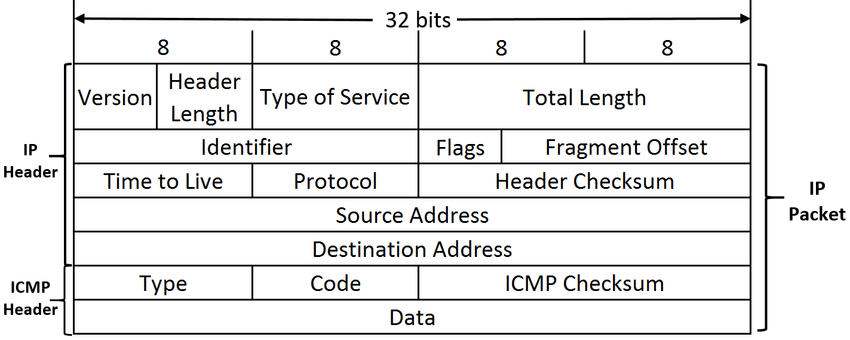 32 bits
8 8 8 8
Version Header Length Type of Service Total Length
IP Header
Identifier Flags Fragment Offset
Time to Live Protocol Header Checksum
IP Packet
Source Address
Destination Address
ICMP Header
Type Code ICMP Checksum
Data